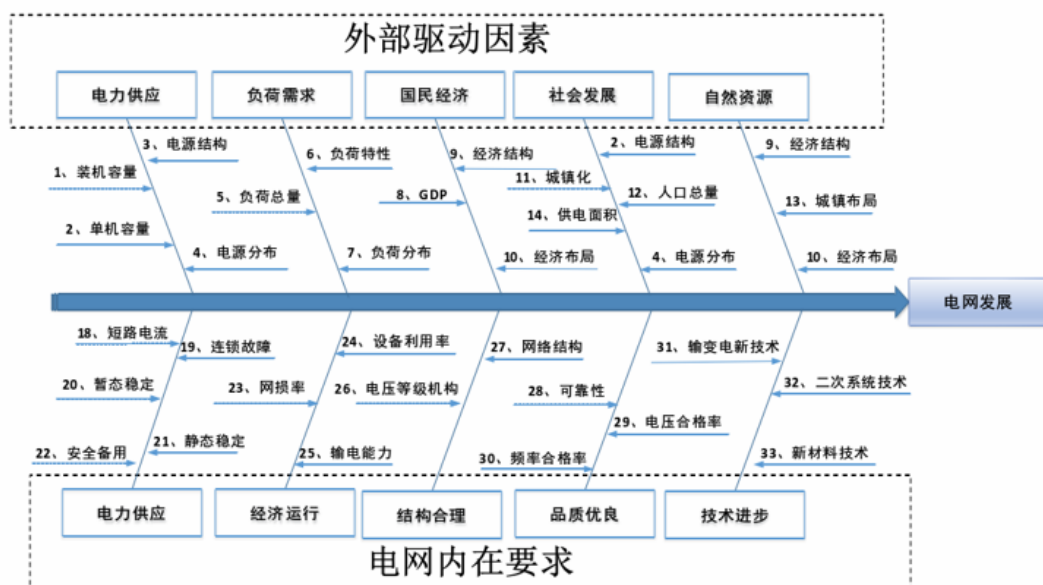 外部驱动因素
电力供应
负荷需求
国民经济
社会发展
自然资源
3、电源结构
1、装机容量
2、单机容量
4、电源分布
6、负荷特性
5、负荷总量
7、负荷分布
9、经济结构
8、GDP
10、经济布局
2、电源结构
11、城镇化
12、人口总量
14、供电面积
4、电源分布
9、经济结构
13、城镇布局
10、经济布局
电网发展
18、短路电流
19、连锁故障
20、暂态稳定
21、静态稳定
22、安全备用
24、设备利用率
23、网损率
25、输电能力
27、网络结构
26、电压等级机构
28、可靠性
29、电压合格率
30、频率合格率
31、输变电新技术
32、二次系统技术
33、新材料技术
电力供应
经济运行
结构合理
品质优良
技术进步
电网内在要求